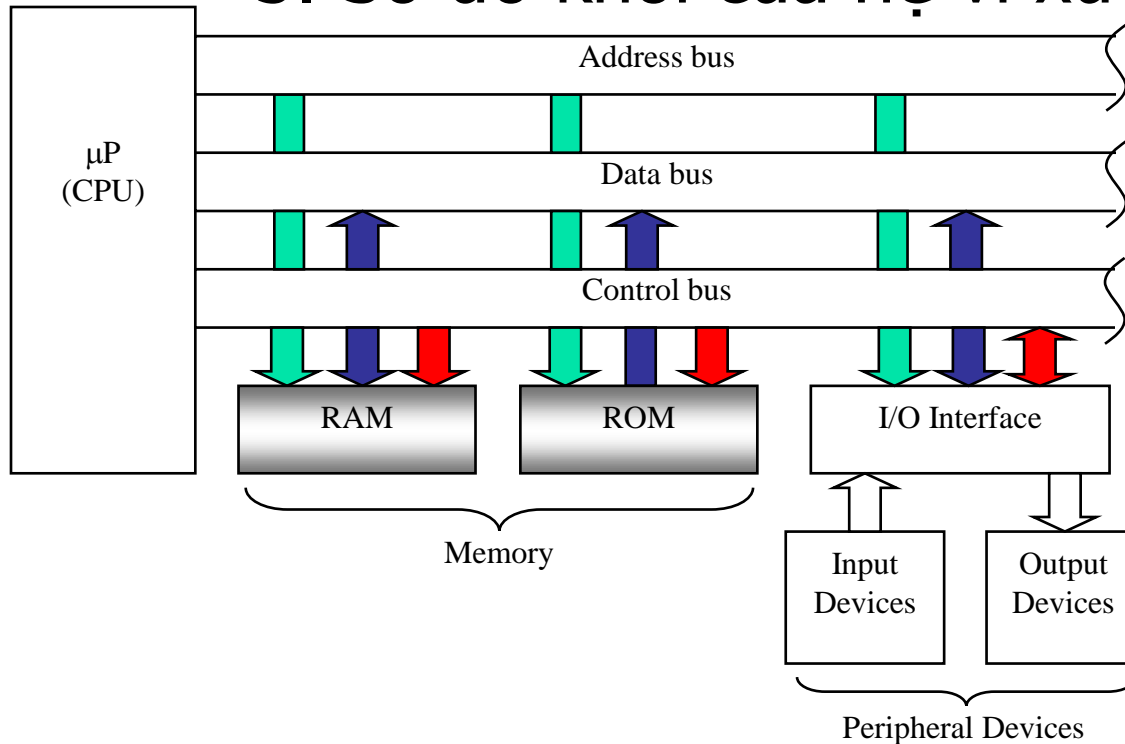 Address bus
μP
(CPU)
Data bus
Control bus
RAM
ROM
I/O Interface
Memory
Input
Devices
Output
Devices
Peripheral Devices